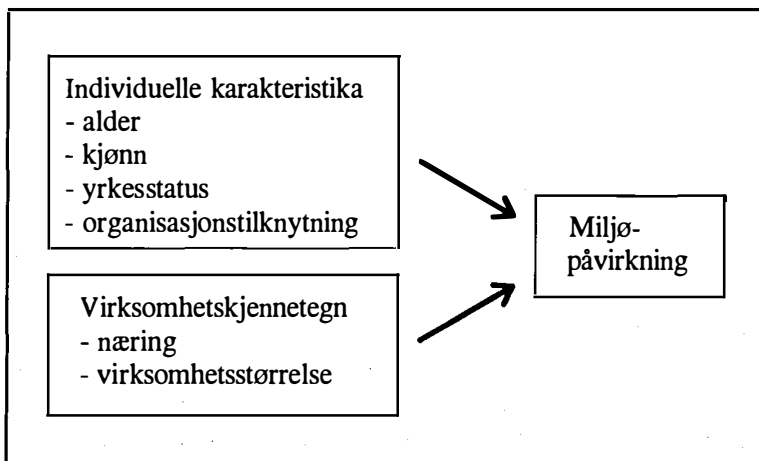 Individuelle karakteristika
- alder
- kjønn
- yrkesstatus
- organisasjonstilknytning
Miljø-
påvirkning
Virksomhetskjennetegn
- næring
- virksomhetsstørrelse